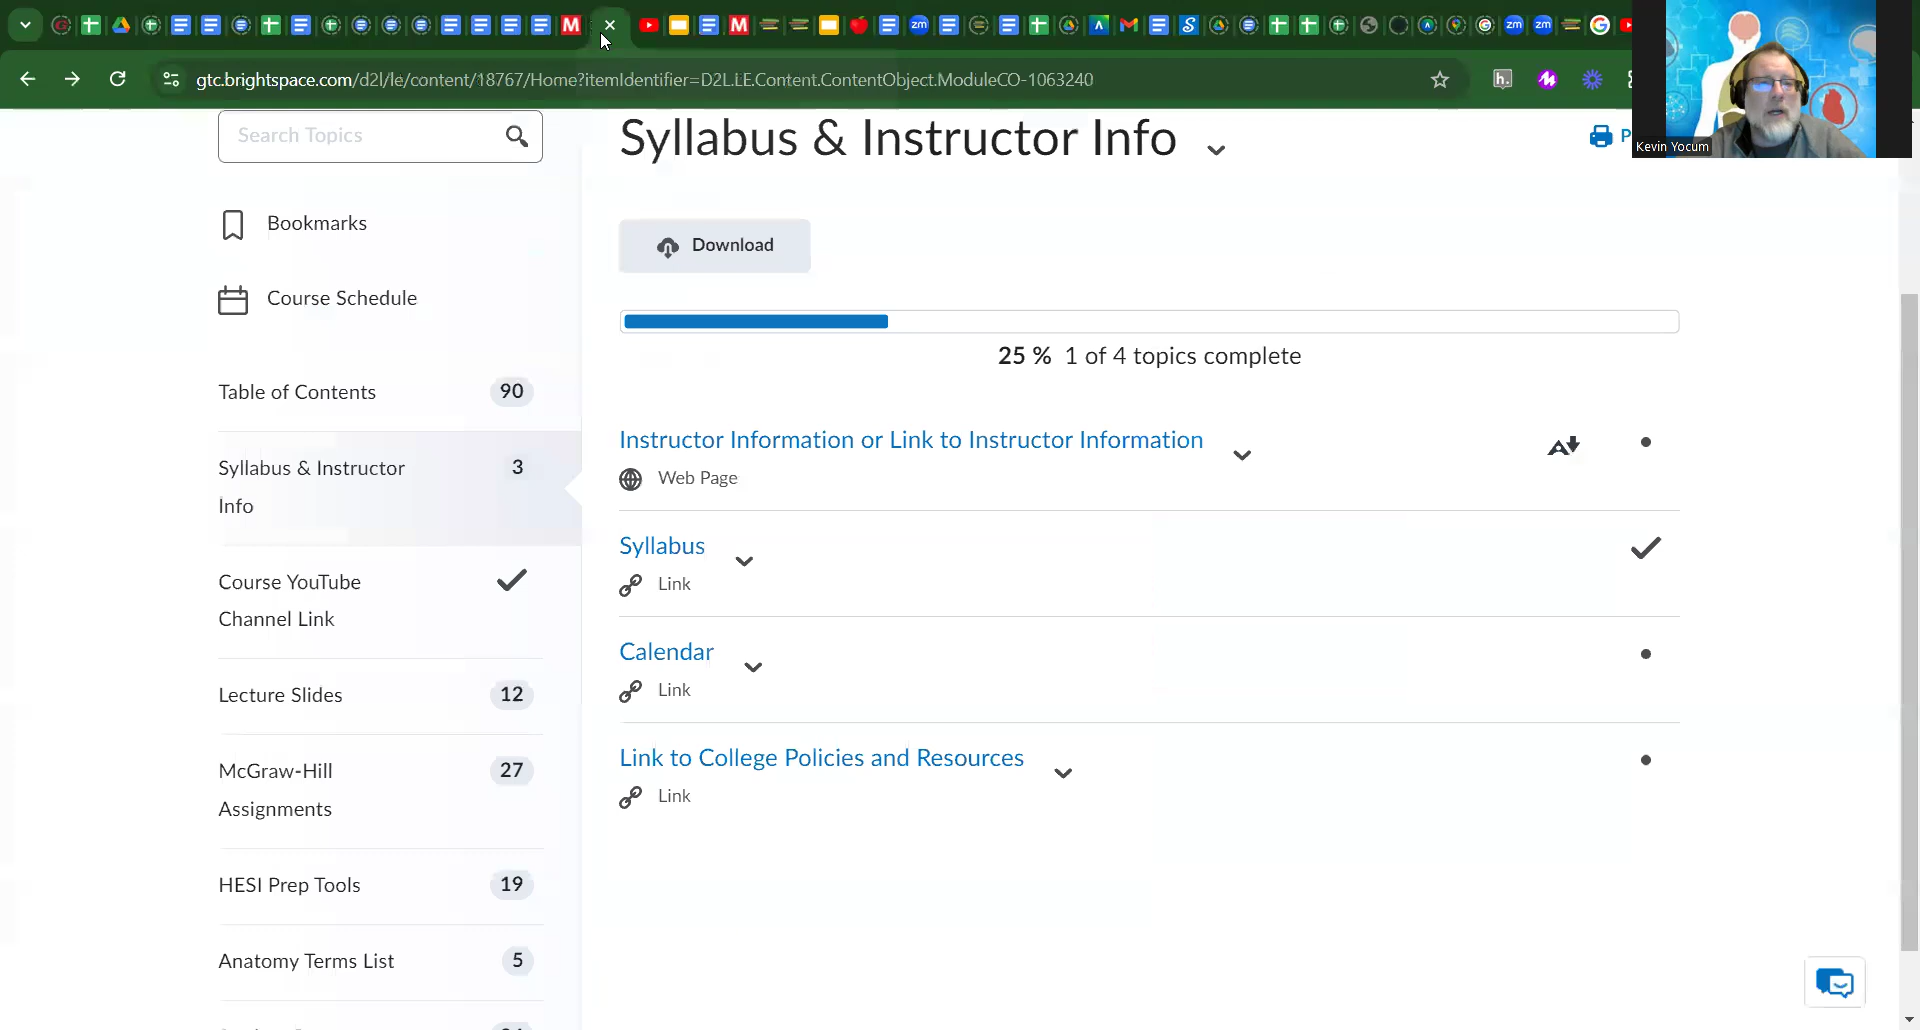 gtc.brightspace.com/d2l/le/content/18767/Home?itemIdentifier=D2L.LE.Content.ContentObject.ModuleCO-1063240
Kevin Yocum
Search Topics
Bookmarks
Course Schedule
Table of Contents 90
Syllabus & Instructor
Info 3
Course YouTube
Channel Link
Lecture Slides 12
McGraw-Hill
Assignments 27
HESI Prep Tools 19
Anatomy Terms List 5
Syllabus & Instructor Info
Download
25 % 1 of 4 topics complete
Instructor Information or Link to Instructor Information
Web Page
Syllabus
Link
Calendar
Link
Link to College Policies and Resources
Link